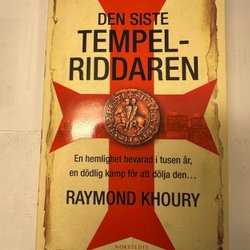 DEN SISTE
TEMPEL-
RIDDAREN
En hemlighet bevarad i tusen år,
en dödlig kamp för att dölja den...
RAYMOND KHOURY
NORSTEDTS